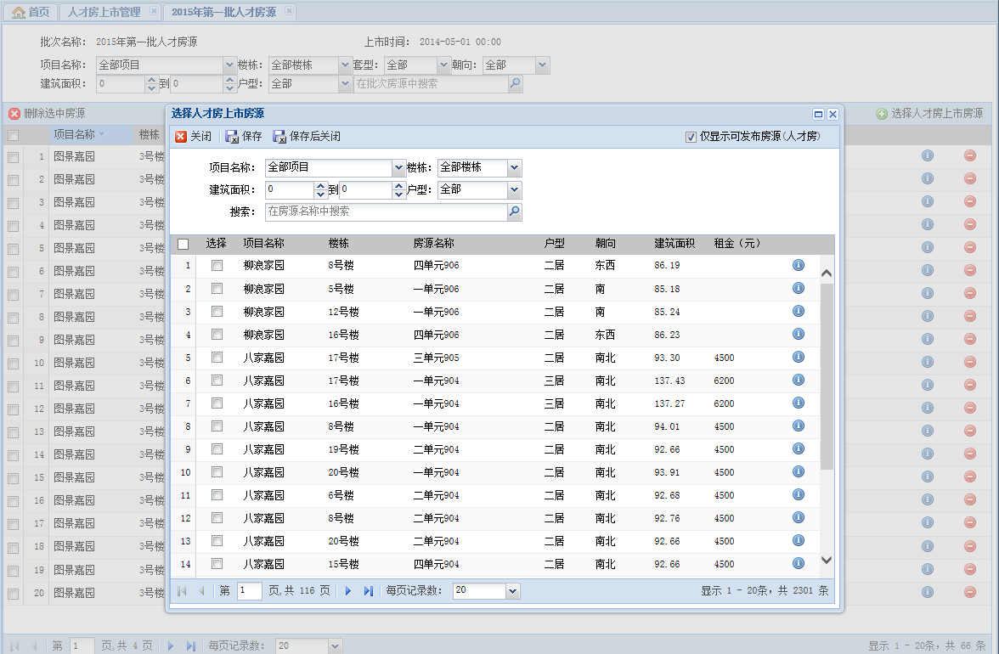 首页 人才房上市管理 2015年第一批人才房源
批次名称： 2015年第一批人才房源 上市时间： 2014-05-01 00:00
项目名称： 全部项目 楼栋： 全部楼栋 套型： 全部 朝向： 全部
建筑面积： 0 到 0 户型： 全部 在批次房源中搜索
删除选中房源 选择人才房上市房源
项目名称 楼栋
1 图景嘉园 3号楼
2 图景嘉园 3号楼
3 图景嘉园 3号楼
4 图景嘉园 3号楼
5 图景嘉园 3号楼
6 图景嘉园 3号楼
7 图景嘉园 3号楼
8 图景嘉园 3号楼
9 图景嘉园 3号楼
10 图景嘉园 3号楼
11 图景嘉园 3号楼
12 图景嘉园 3号楼
13 图景嘉园 3号楼
14 图景嘉园 3号楼
15 图景嘉园 3号楼
16 图景嘉园 3号楼
17 图景嘉园 3号楼
18 图景嘉园 3号楼
19 图景嘉园 3号楼
20 图景嘉园 3号楼
第 1 页,共 4 页 每页记录数： 20 显示 1 - 20条，共 66 条
选择人才房上市房源
关闭 保存 保存后关闭 仅显示可发布房源(人才房)
项目名称： 全部项目 楼栋： 全部楼栋
建筑面积： 0 到 0 户型： 全部
搜索： 在房源名称中搜索
选择 项目名称 楼栋 房源名称 户型 朝向 建筑面积 租金（元）
1 柳浪家园 8号楼 四单元906 二居 东西 86.19
2 柳浪家园 5号楼 一单元906 二居 南 85.18
3 柳浪家园 12号楼 一单元906 二居 南 85.24
4 柳浪家园 16号楼 四单元906 二居 东西 86.23
5 八家嘉园 17号楼 三单元905 二居 南北 93.30 4500
6 八家嘉园 17号楼 一单元904 三居 南北 137.43 6200
7 八家嘉园 16号楼 一单元904 三居 南北 137.27 6200
8 八家嘉园 8号楼 一单元904 二居 南北 94.01 4500
9 八家嘉园 19号楼 二单元904 二居 南北 92.66 4500
10 八家嘉园 20号楼 一单元904 二居 南北 93.91 4500
11 八家嘉园 6号楼 二单元904 二居 南北 92.68 4500
12 八家嘉园 8号楼 二单元904 二居 南北 92.76 4500
13 八家嘉园 20号楼 二单元904 二居 南北 92.66 4500
14 八家嘉园 15号楼 四单元904 二居 南北 92.66 4500
第 1 页,共 116 页 每页记录数： 20 显示 1 - 20条，共 2301 条